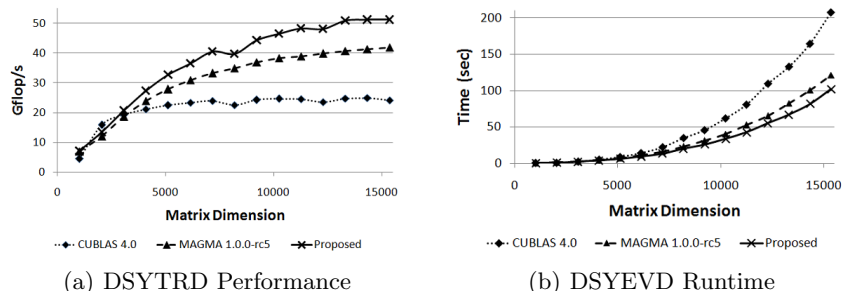 50
40
30
20
10
0
Gflop/s
0 5000 10000 15000
Matrix Dimension
CUBLAS 4.0 MAGMA 1.0.0-rc5 Proposed
(a) DSYTRD Performance
200
150
100
50
0
Time (sec)
0 5000 10000 15000
Matrix Dimension
CUBLAS 4.0 MAGMA 1.0.0-rc5 Proposed
(b) DSYEVD Runtime